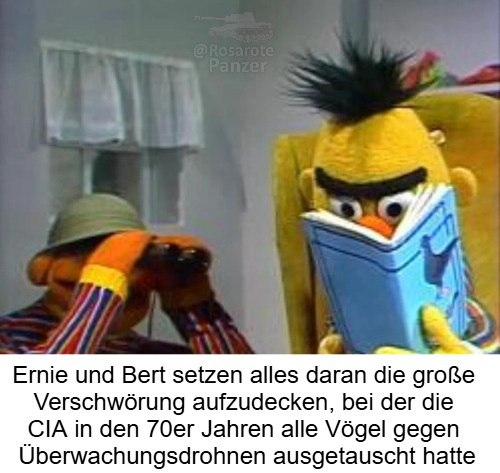 @Rosarote
Panzer
Ernie und Bert setzen alles daran die große
Verschwörung aufzudecken, bei der die
CIA in den 70er Jahren alle Vögel gegen
Überwachungsdrohnen ausgetauscht hatte